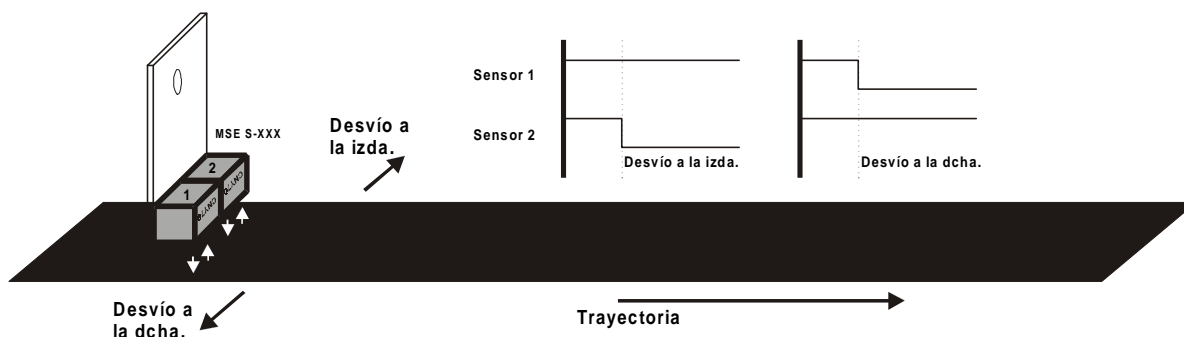 Sensor 1
MSE S-XXX
Desvío a
la izda.
Sensor 2
Desvío a la izda.
Desvío a la dcha.
2
1
CNY70
CNY70
Desvío a
la dcha.
Trayectoria